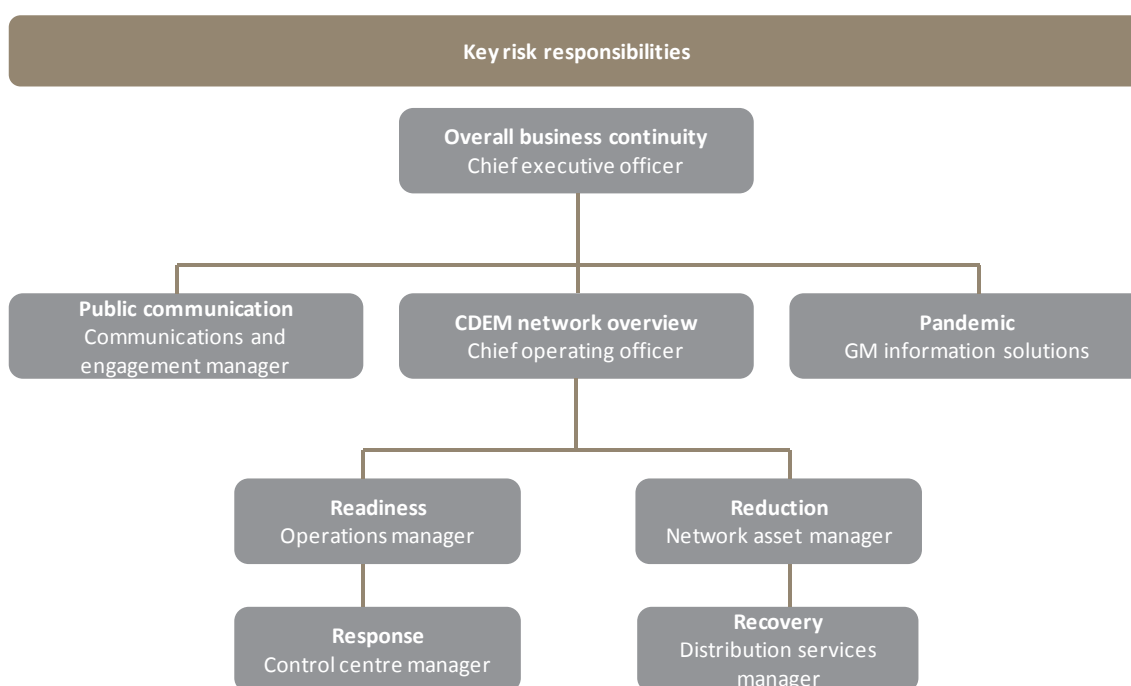 Key risk responsibilities
Overall business continuity
Chief executive officer
Public communication
Communications and
engagement manager
CDEM network overview
Chief operating officer
Pandemic
GM information solutions
Readiness
Operations manager
Reduction
Network asset manager
Response
Control centre manager
Recovery
Distribution services
manager